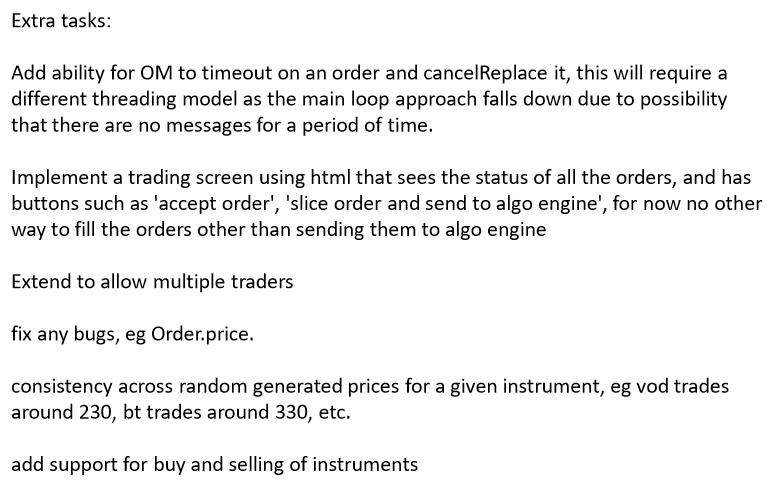 Extra tasks:
Add ability for OM to timeout on an order and cancelReplace it, this will require a
different threading model as the main loop approach falls down due to possibility
that there are no messages for a period of time.
Implement a trading screen using html that sees the status of all the orders, and has
buttons such as 'accept order', 'slice order and send to algo engine', for now no other
way to fill the orders other than sending them to algo engine
Extend to allow multiple traders
fix any bugs, eg Order.price.
consistency across random generated prices for a given instrument, eg vod trades
around 230, bt trades around 330, etc.
add support for buy and selling of instruments